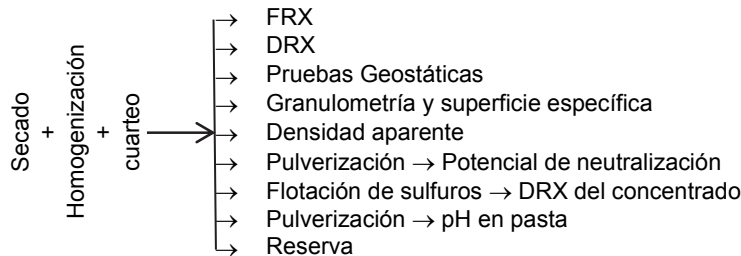 Secado
+
Homogenización
+
cuarteo
→ FRX
→ DRX
→ Pruebas Geostáticas
→ Granulometría y superficie específica
→ Densidad aparente
→ Pulverización → Potencial de neutralización
→ Flotación de sulfuros → DRX del concentrado
→ Pulverización → pH en pasta
→ Reserva